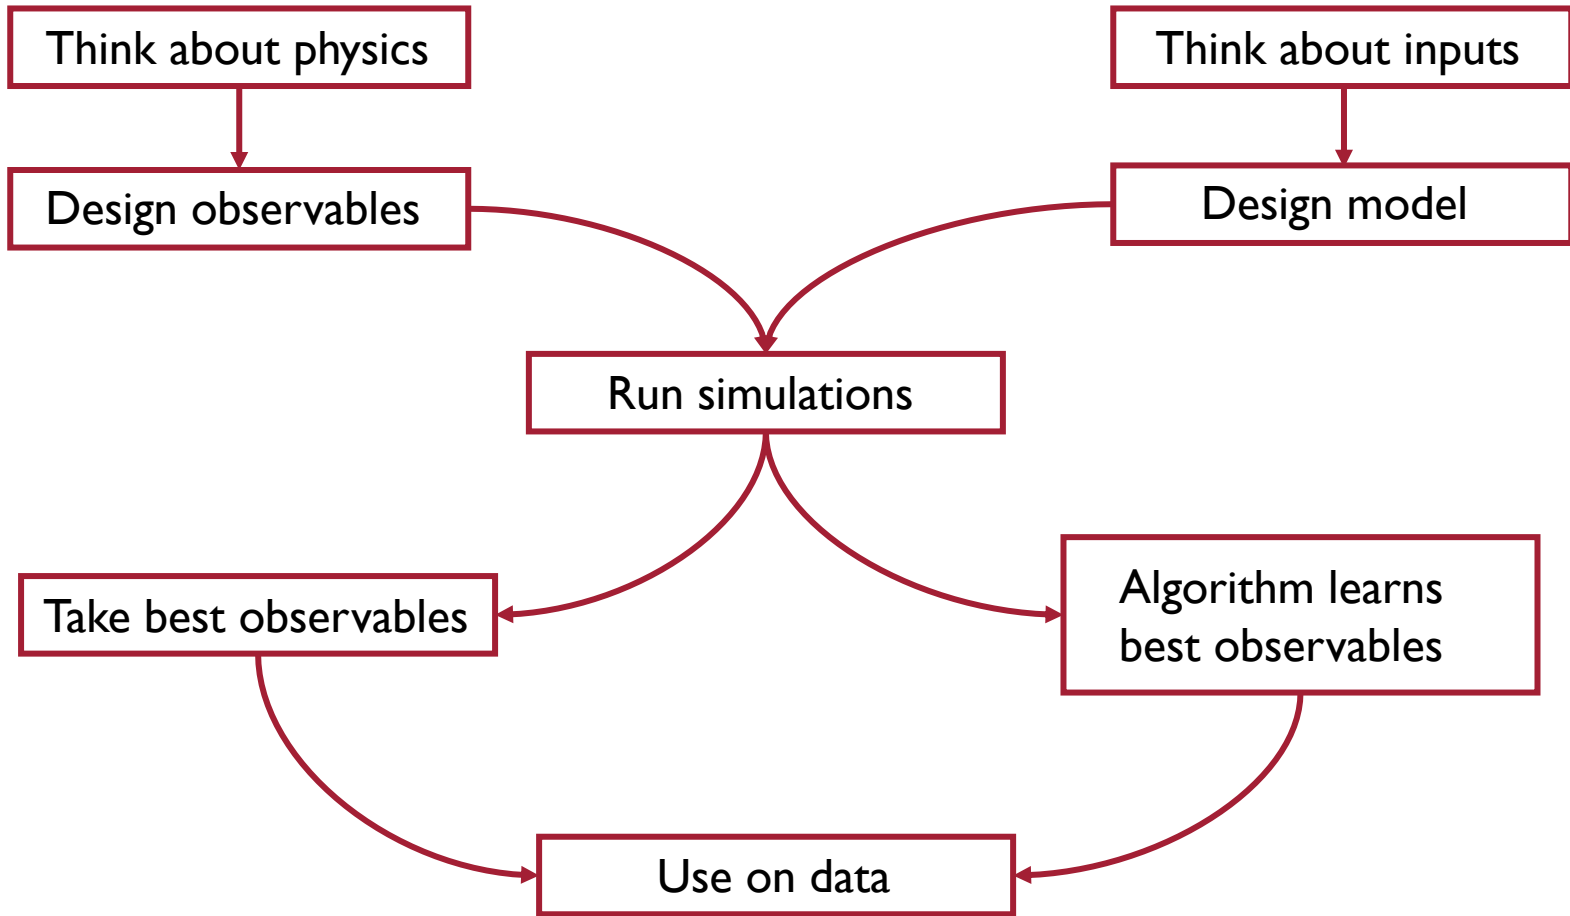 Think about physics
Think about inputs
Design observables
Design model
Run simulations
Take best observables
Algorithm learns
best observables
Use on data